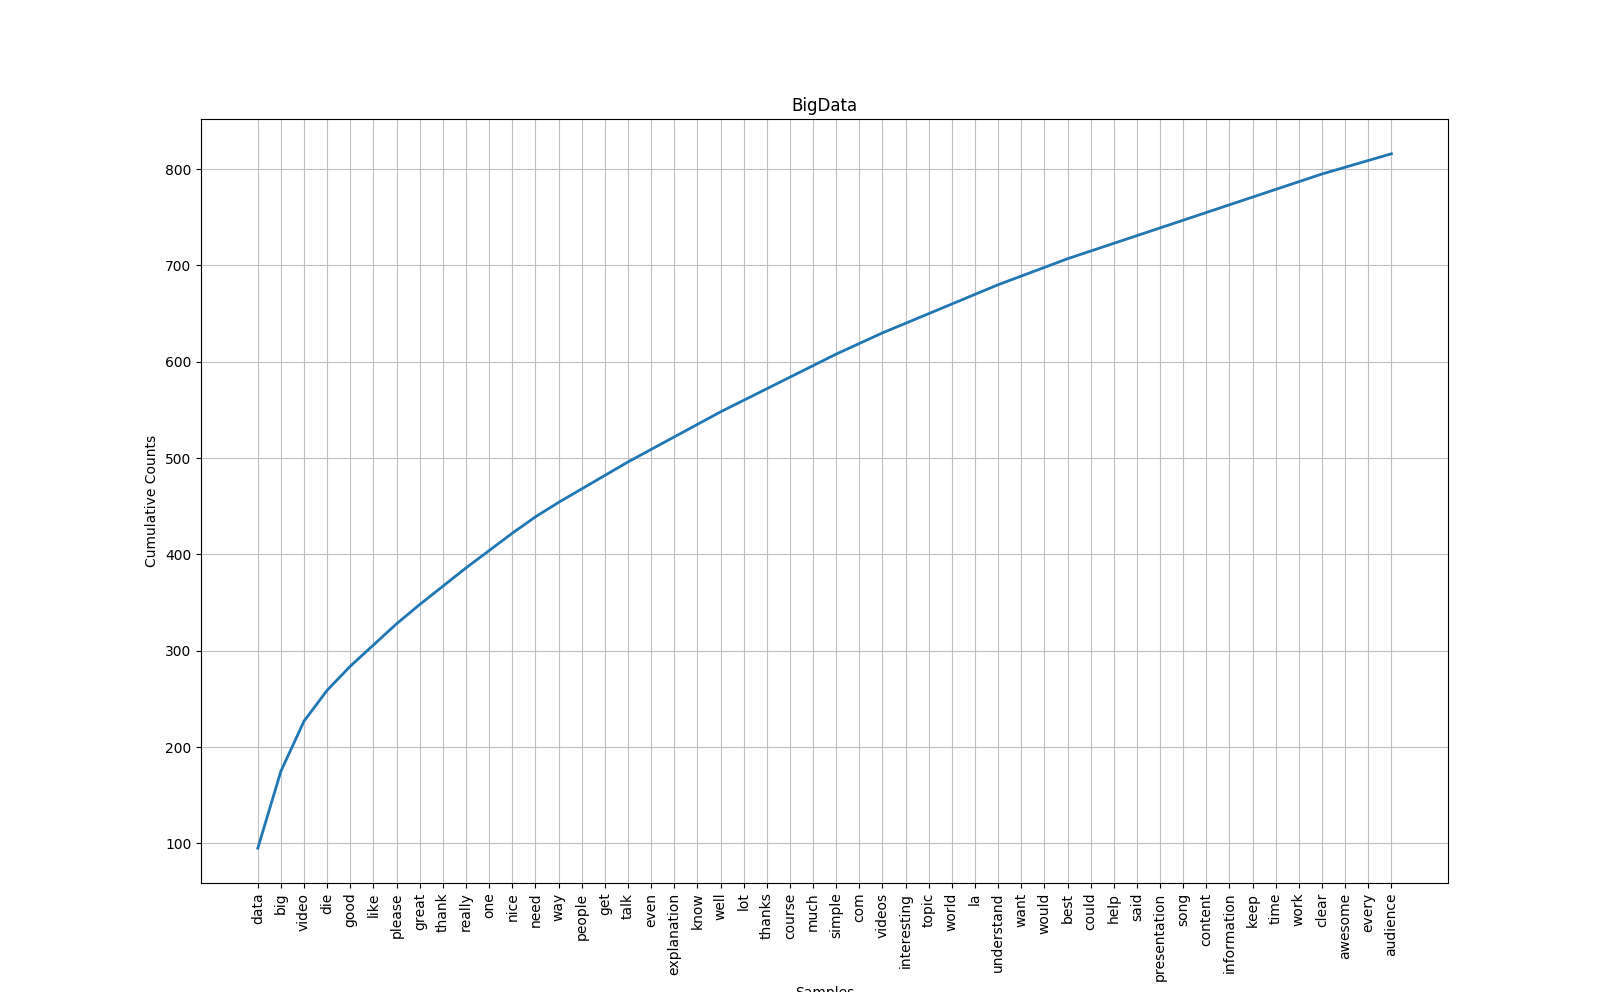 BigData
800
700
600
500
400
300
200
100
Cumulative Counts
data
big
video
die
good
like
please
great
thank
really
one
nice
need
way
people
get
talk
even
explanation
know
well
lot
thanks
course
much
simple
com
videos
interesting
topic
world
la
understand
want
would
best
could
help
said
presentation
song
content
information
keep
time
work
clear
awesome
every
audience
Samples